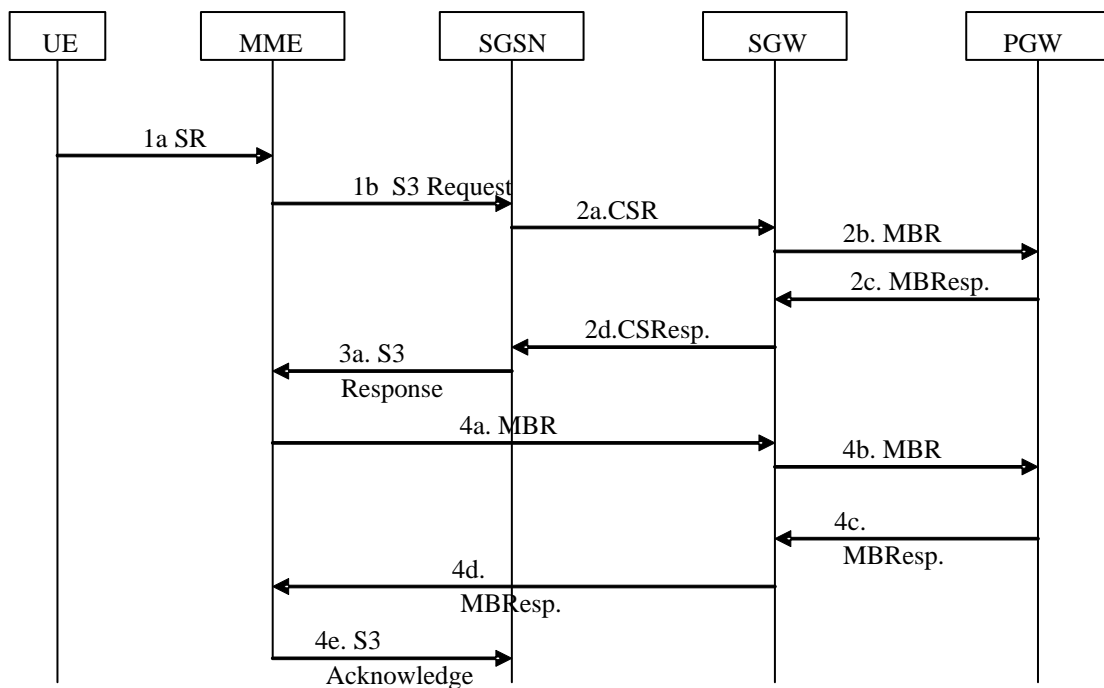 UE MME SGSN SGW PGW
1a SR
1b S3 Request
2a.CSR
2b. MBR
2c. MBResp.
2d.CSResp.
3a. S3
Response
4a. MBR
4b. MBR
4c.
MBResp.
4d.
MBResp.
4e. S3
Acknowledge